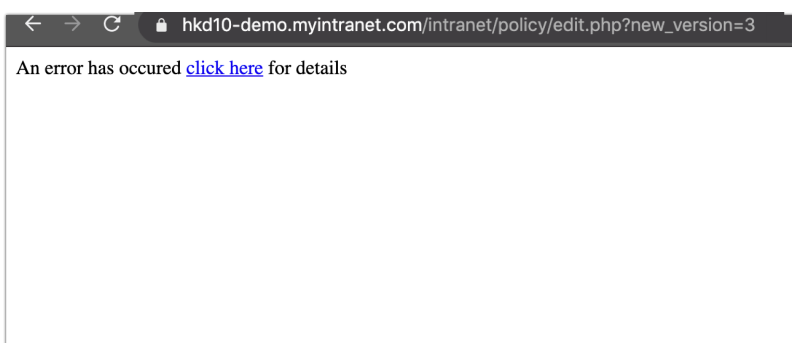 hkd10-demo.myintranet.com/intranet/policy/edit.php?new_version=3
An error has occured click here for details